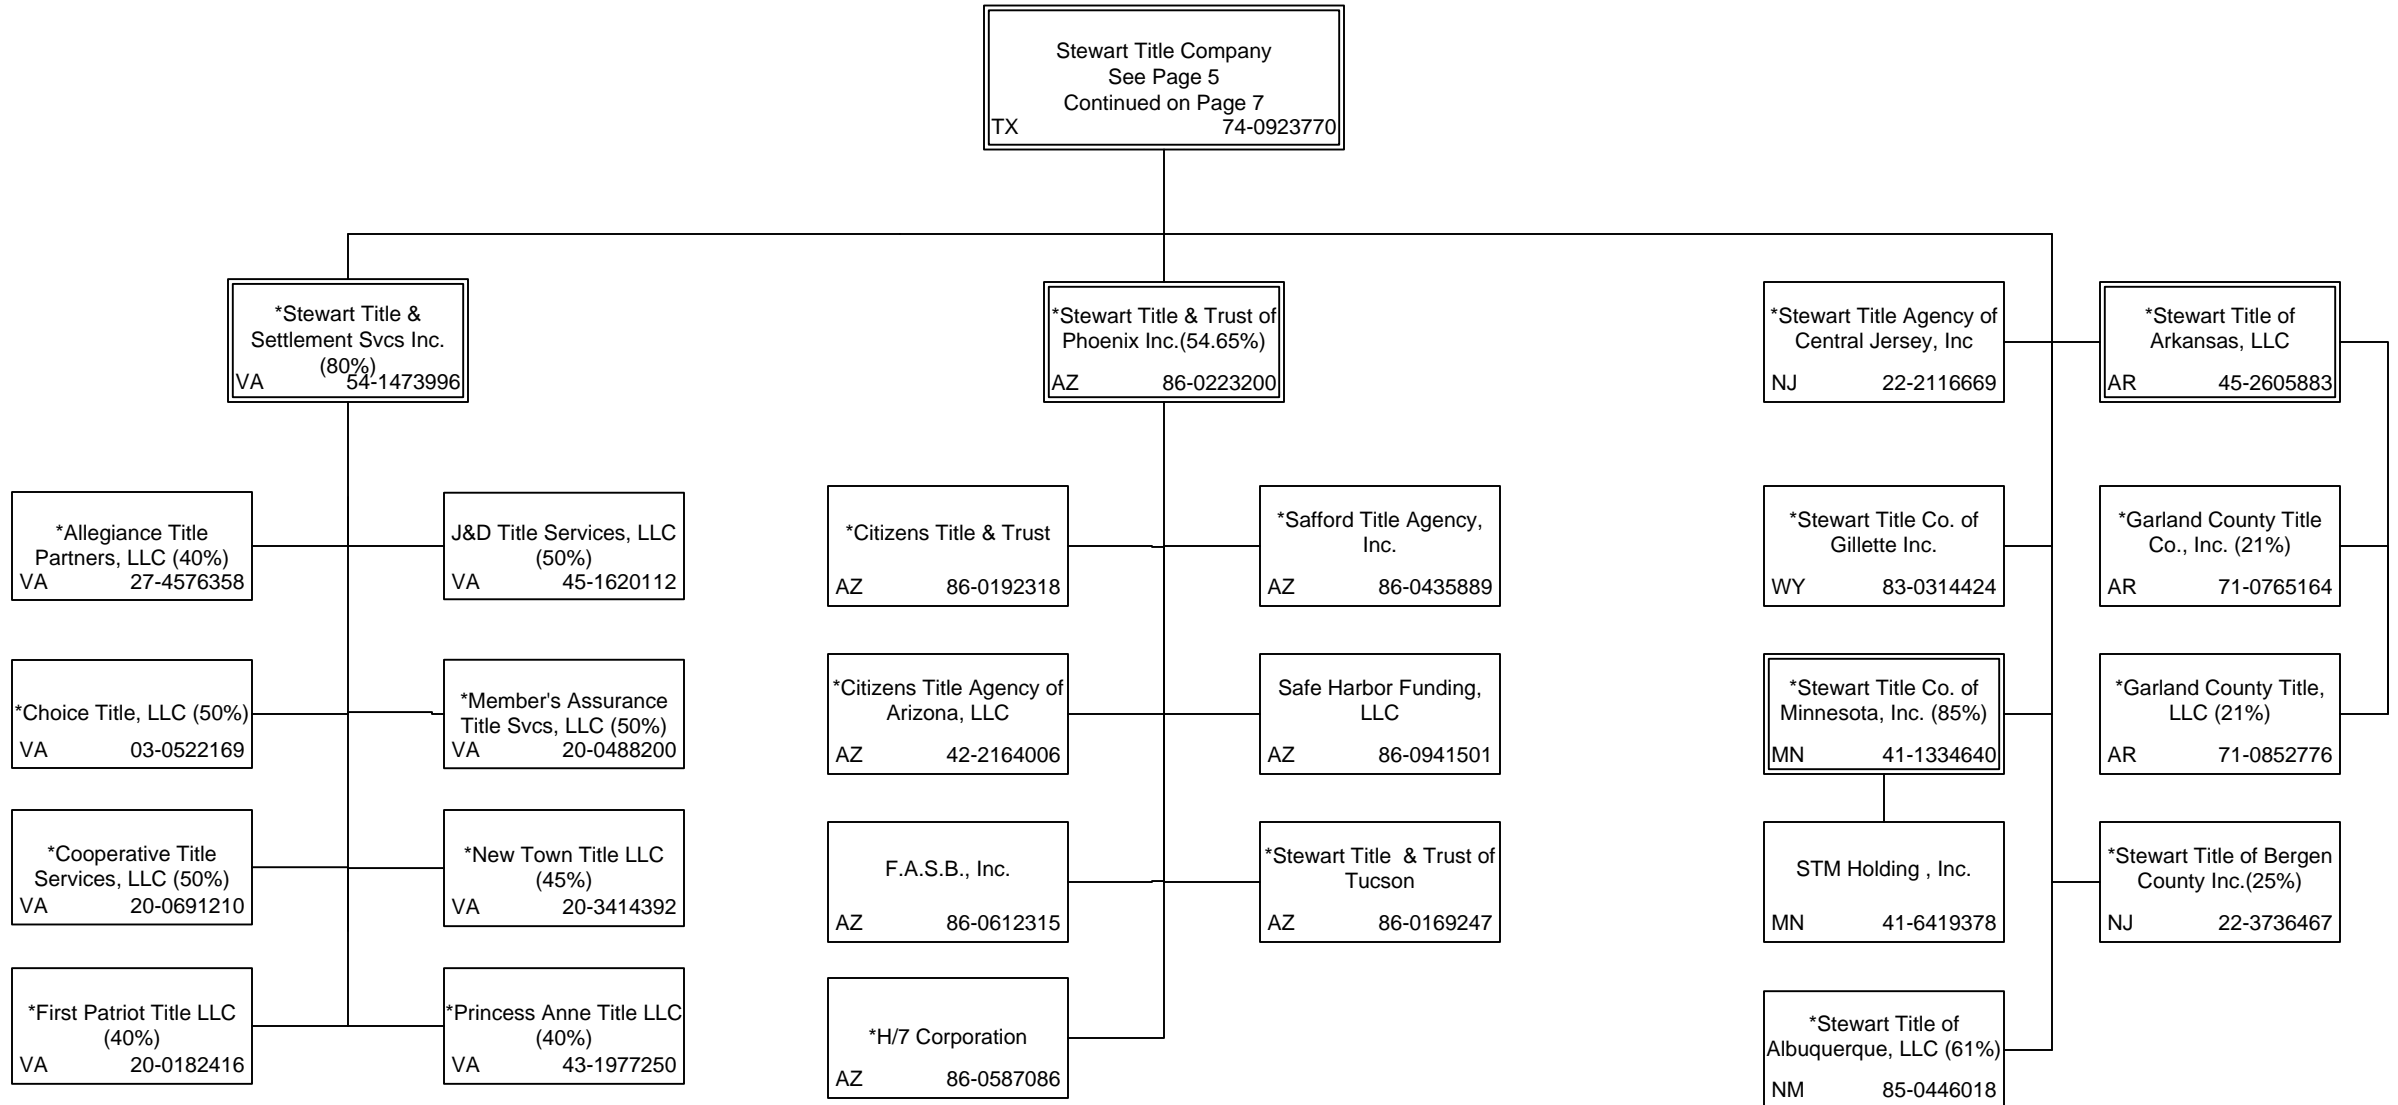 Stewart Title Company
See Page 5
Continued on Page 7
TX 74-0923770
*Stewart Title &
Settlement Svcs Inc.
(80%)
VA 54-1473996
*Stewart Title & Trust of
Phoenix Inc.(54.65%)
AZ 86-0223200
*Stewart Title Agency of
Central Jersey, Inc
NJ 22-2116669
*Stewart Title of
Arkansas, LLC
AR 45-2605883
*Allegiance Title
Partners, LLC (40%)
VA 27-4576358
J&D Title Services, LLC
(50%)
VA 45-1620112
*Citizens Title & Trust
AZ 86-0192318
*Safford Title Agency,
Inc.
AZ 86-0435889
*Stewart Title Co. of
Gillette Inc.
WY 83-0314424
*Garland County Title
Co., Inc. (21%)
AR 71-0765164
*Choice Title, LLC (50%)
VA 03-0522169
*Member's Assurance
Title Svcs, LLC (50%)
VA 20-0488200
*Citizens Title Agency of
Arizona, LLC
AZ 42-2164006
Safe Harbor Funding,
LLC
AZ 86-0941501
*Stewart Title Co. of
Minnesota, Inc. (85%)
MN 41-1334640
*Garland County Title,
LLC (21%)
AR 71-0852776
*Cooperative Title
Services, LLC (50%)
VA 20-0691210
*New Town Title LLC
(45%)
VA 20-3414392
F.A.S.B., Inc.
AZ 86-0612315
*Stewart Title & Trust of
Tucson
AZ 86-0169247
STM Holding , Inc.
MN 41-6419378
*Stewart Title of Bergen
County Inc.(25%)
NJ 22-3736467
*First Patriot Title LLC
(40%)
VA 20-0182416
*Princess Anne Title LLC
(40%)
VA 43-1977250
*H/7 Corporation
AZ 86-0587086
*Stewart Title of
Albuquerque, LLC (61%)
NM 85-0446018